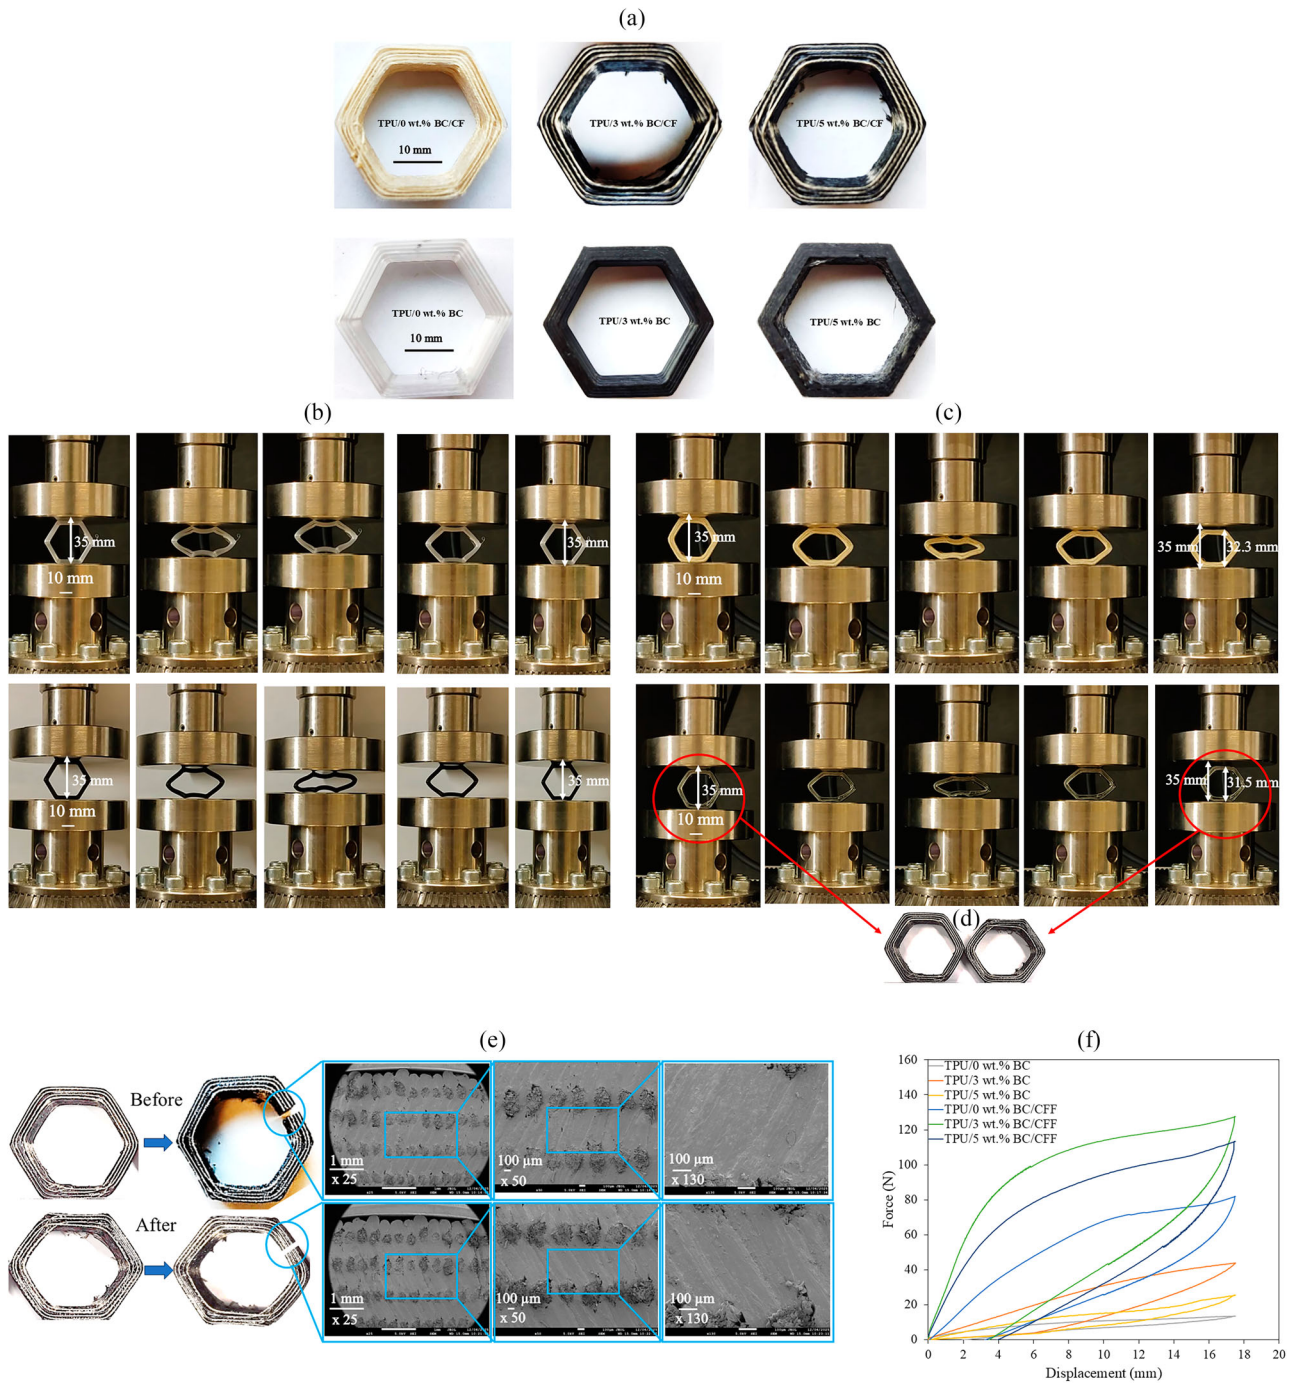 (a)
TPU/0 wt.% BC/CF
10 mm
TPU/3 wt.% BC/CF
TPU/5 wt.% BC/CF
TPU/0 wt.% BC
10 mm
TPU/3 wt.% BC
TPU/5 wt.% BC
(b)
(c)
35 mm
10 mm
35 mm
35 mm
10 mm
35 mm
32.3 mm
35 mm
10 mm
35 mm
35 mm
10 mm
35 mm
31.5 mm
(d)
(e)
Before
After
1 mm
x 25
100 µm
x 50
100 µm
x 130
1 mm
x 25
100 µm
x 50
100 µm
x 130
(f)
TPU/0 wt.% BC
TPU/3 wt.% BC
TPU/5 wt.% BC
TPU/0 wt.% BC/CFF
TPU/3 wt.% BC/CFF
TPU/5 wt.% BC/CFF
160
140
120
100
80
60
40
20
0
Force (N)
0 2 4 6 8 10 12 14 16 18 20
Displacement (mm)